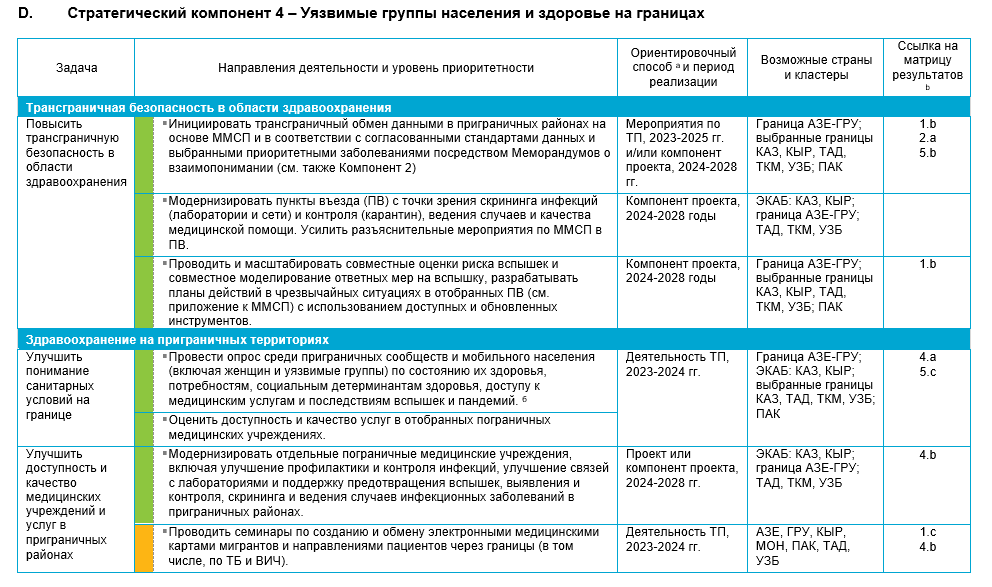 D. Стратегический компонент 4 – Уязвимые группы населения и здоровье на границах
Задача
Направления деятельности и уровень приоритетности
Ориентировочный
способ ᵃ и период
реализации
Возможные страны
и кластеры
Ссылка на
матрицу
результатов
ᵇ
Трансграничная безопасность в области здравоохранения
Повысить
трансграничную
безопасность в
области
здравоохранения
▪Инициировать трансграничный обмен данными в приграничных районах на
основе ММСП и в соответствии с согласованными стандартами данных и
выбранными приоритетными заболеваниями посредством Меморандумов о
взаимопонимании (см. также Компонент 2)
Мероприятия по
ТП, 2023-2025 гг.
и/или компонент
проекта, 2024-2028
гг.
Граница АЗЕ-ГРУ;
выбранные границы
КАЗ, КЫР, ТАД,
ТКМ, УЗБ; ПАК
1.b
2.a
5.b
▪Модернизировать пункты въезда (ПВ) с точки зрения скрининга инфекций
(лаборатории и сети) и контроля (карантин), ведения случаев и качества
медицинской помощи. Усилить разъяснительные мероприятия по ММСП в
ПВ.
Компонент проекта,
2024-2028 годы
ЭКАБ: КАЗ, КЫР;
граница АЗЕ-ГРУ;
ТАД, ТКМ, УЗБ
▪Проводить и масштабировать совместные оценки риска вспышек и
совместное моделирование ответных мер на вспышку, разрабатывать
планы действий в чрезвычайных ситуациях в отобранных ПВ (см.
приложение к ММСП) с использованием доступных и обновленных
инструментов.
Компонент проекта,
2024-2028 годы
Граница АЗЕ-ГРУ;
выбранные границы
КАЗ, КЫР, ТАД,
ТКМ, УЗБ; ПАК
1.b
Здравоохранение на приграничных территориях
Улучшить
понимание
санитарных
условий на
границе
▪Провести опрос среди приграничных сообществ и мобильного населения
(включая женщин и уязвимые группы) по состоянию их здоровья,
потребностям, социальным детерминантам здоровья, доступу к
медицинским услугам и последствиям вспышек и пандемий. ⁶
Деятельность ТП,
2023-2024 гг.
Граница АЗЕ-ГРУ;
ЭКАБ: КАЗ, КЫР;
выбранные границы
КАЗ, ТАД, ТКМ, УЗБ;
ПАК
4.a
5.c
▪Оценить доступность и качество услуг в отобранных пограничных
медицинских учреждениях.
Улучшить
доступность и
качество
медицинских
учреждений и
услуг в
приграничных
районах
▪Модернизировать отдельные пограничные медицинские учреждения,
включая улучшение профилактики и контроля инфекций, улучшение связей
с лабораториями и поддержку предотвращения вспышек, выявления и
контроля, скрининга и ведения случаев инфекционных заболеваний в
приграничных районах.
Проект или
компонент проекта,
2024-2028 гг.
ЭКАБ: КАЗ, КЫР;
граница АЗЕ-ГРУ;
ТАД, ТКМ, УЗБ
4.b
▪Проводить семинары по созданию и обмену электронными медицинскими
картами мигрантов и направлениями пациентов через границы (в том
числе, по ТБ и ВИЧ).
Деятельность ТП,
2023-2024 гг.
АЗЕ, ГРУ, КЫР,
МОН, ПАК, ТАД,
УЗБ
1.c
4.b